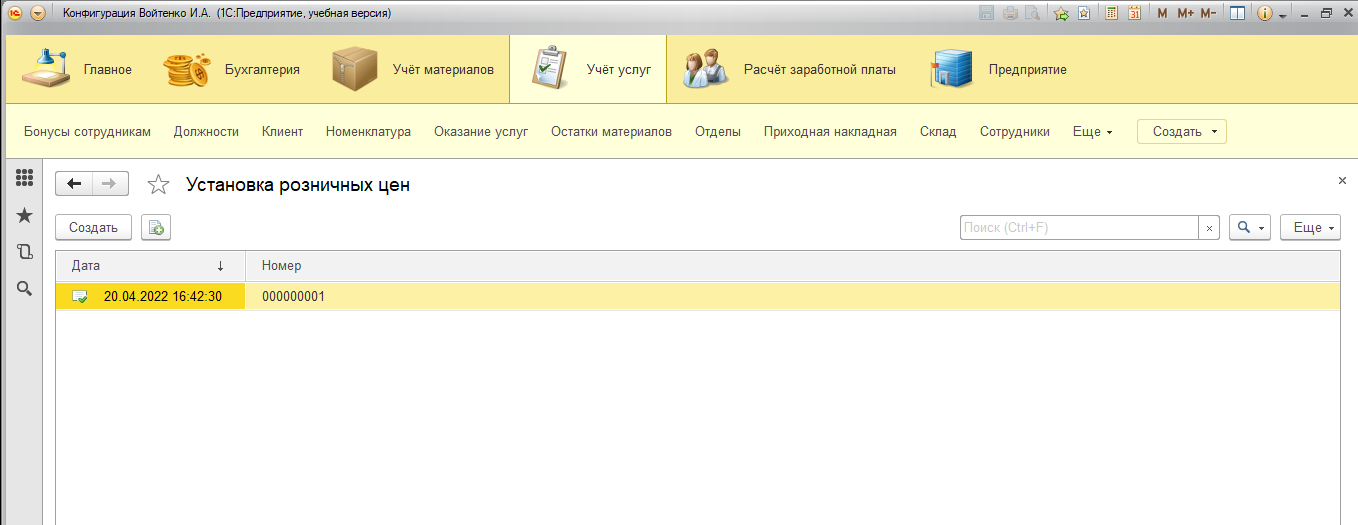 Конфигурация Войтенко И.А. (1С:Предприятие, учебная версия)
31 M M+ M-
Главное Бухгалтерия Учёт материалов Учёт услуг Расчёт заработной платы Предприятие
Бонусы сотрудникам Должности Клиент Номенклатура Оказание услуг Остатки материалов Отделы Приходная накладная Склад Сотрудники Еще Создать
Установка розничных цен
Создать Поиск (Ctrl+F) Еще
Дата Номер
20.04.2022 16:42:30 000000001